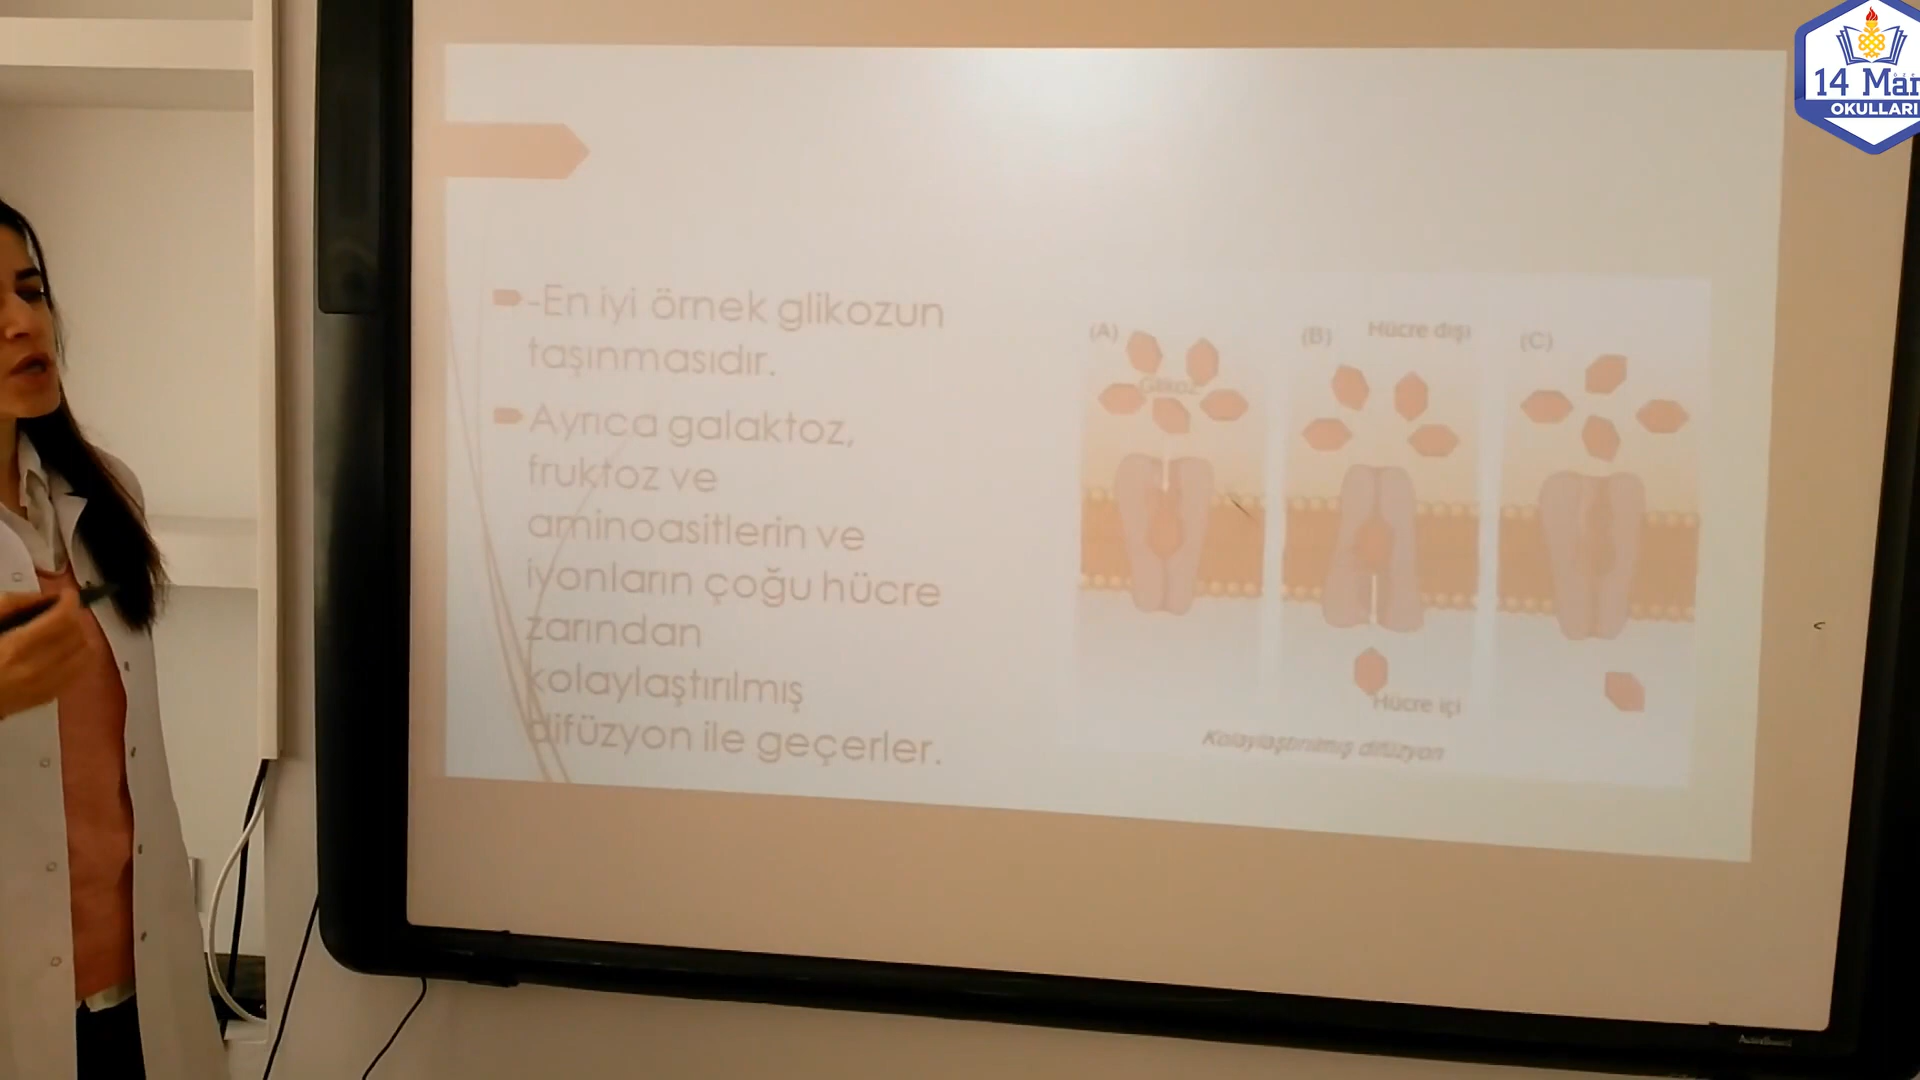 14 Mar
OKULLARI
-En iyi örnek glikozun
taşınmasıdır.
Ayrıca galaktoz,
fruktoz ve
aminoasitlerin ve
iyonların çoğu hücre
zarından
kolaylaştırılmış
difüzyon ile geçerler.
(A)
Glikoz
(B)
Hücre dışı
(C)
Hücre içi
Kolaylaştırılmış difüzyon